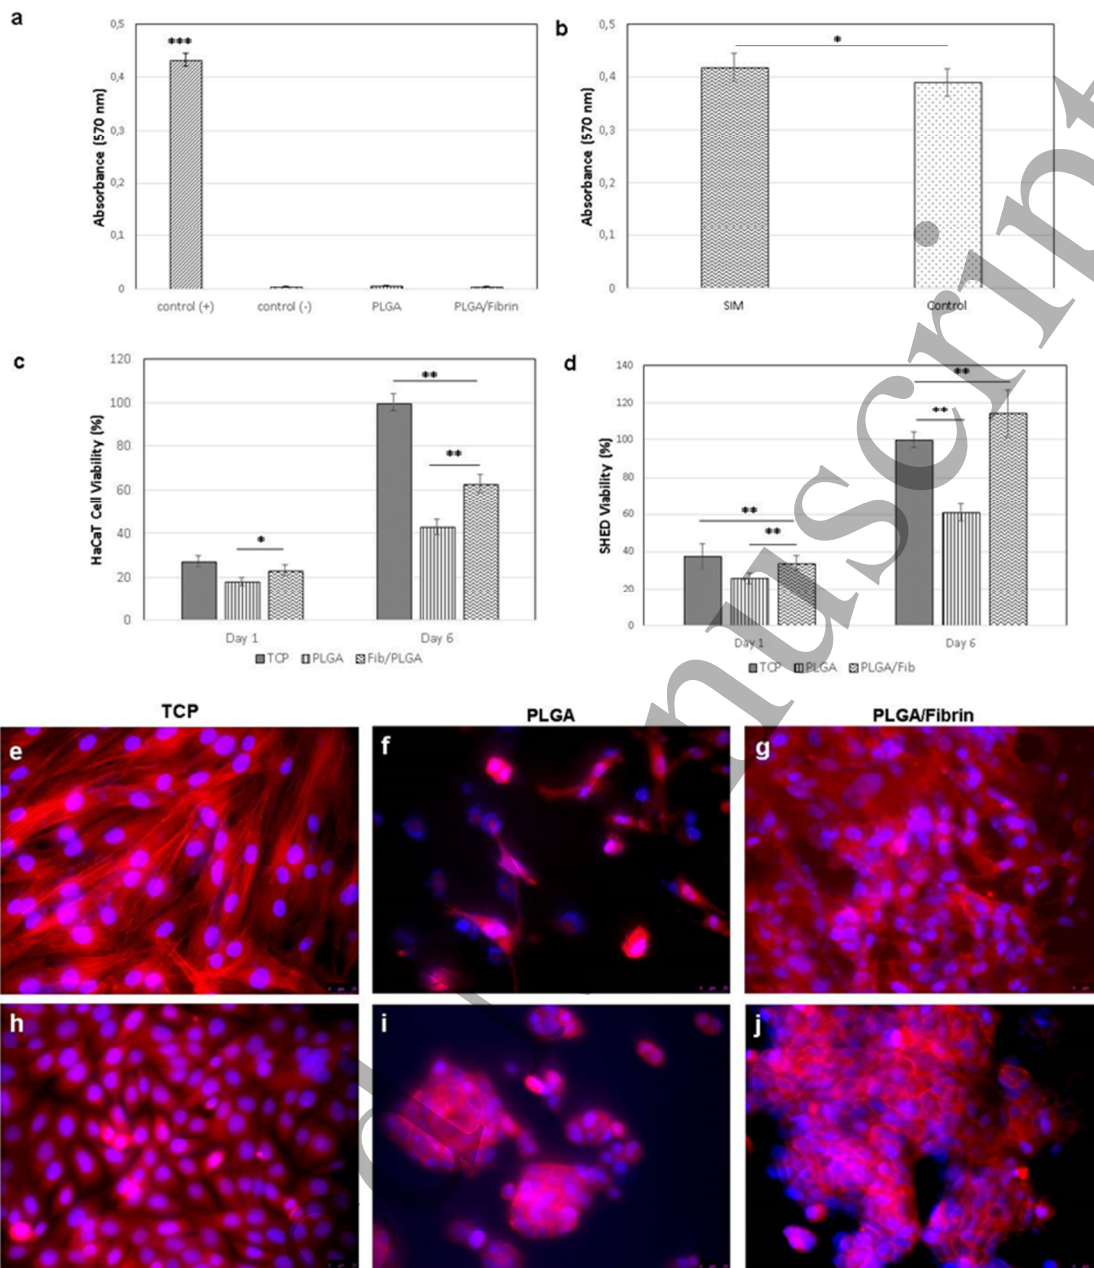 a
***
0,5
0,4
0,3
0,2
0,1
0
Absorbance (570 nm)
control (+)
control (-)
PLGA
PLGA/Fibrin
b
*
0,5
0,4
0,3
0,2
0,1
0
Absorbance (570 nm)
SIM
Control
c
120
100
80
60
40
20
0
HaCaT Cell Viability (%)
*
**
**
Day 1
Day 6
TCP
PLGA
Fib/PLGA
d
140
120
100
80
60
40
20
0
SHED Viability (%)
**
**
**
**
Day 1
Day 6
TCP
PLGA
PLGA/Fib
TCP
PLGA
PLGA/Fibrin
e
f
g
h
i
j
nuscript